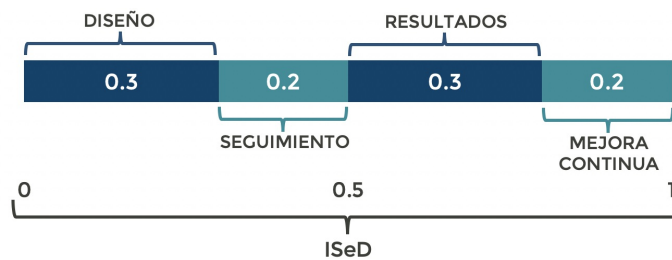 DISEÑO
RESULTADOS
0.3
0.2
0.3
0.2
SEGUIMIENTO
MEJORA
CONTINUA
0
0.5
1
ISeD